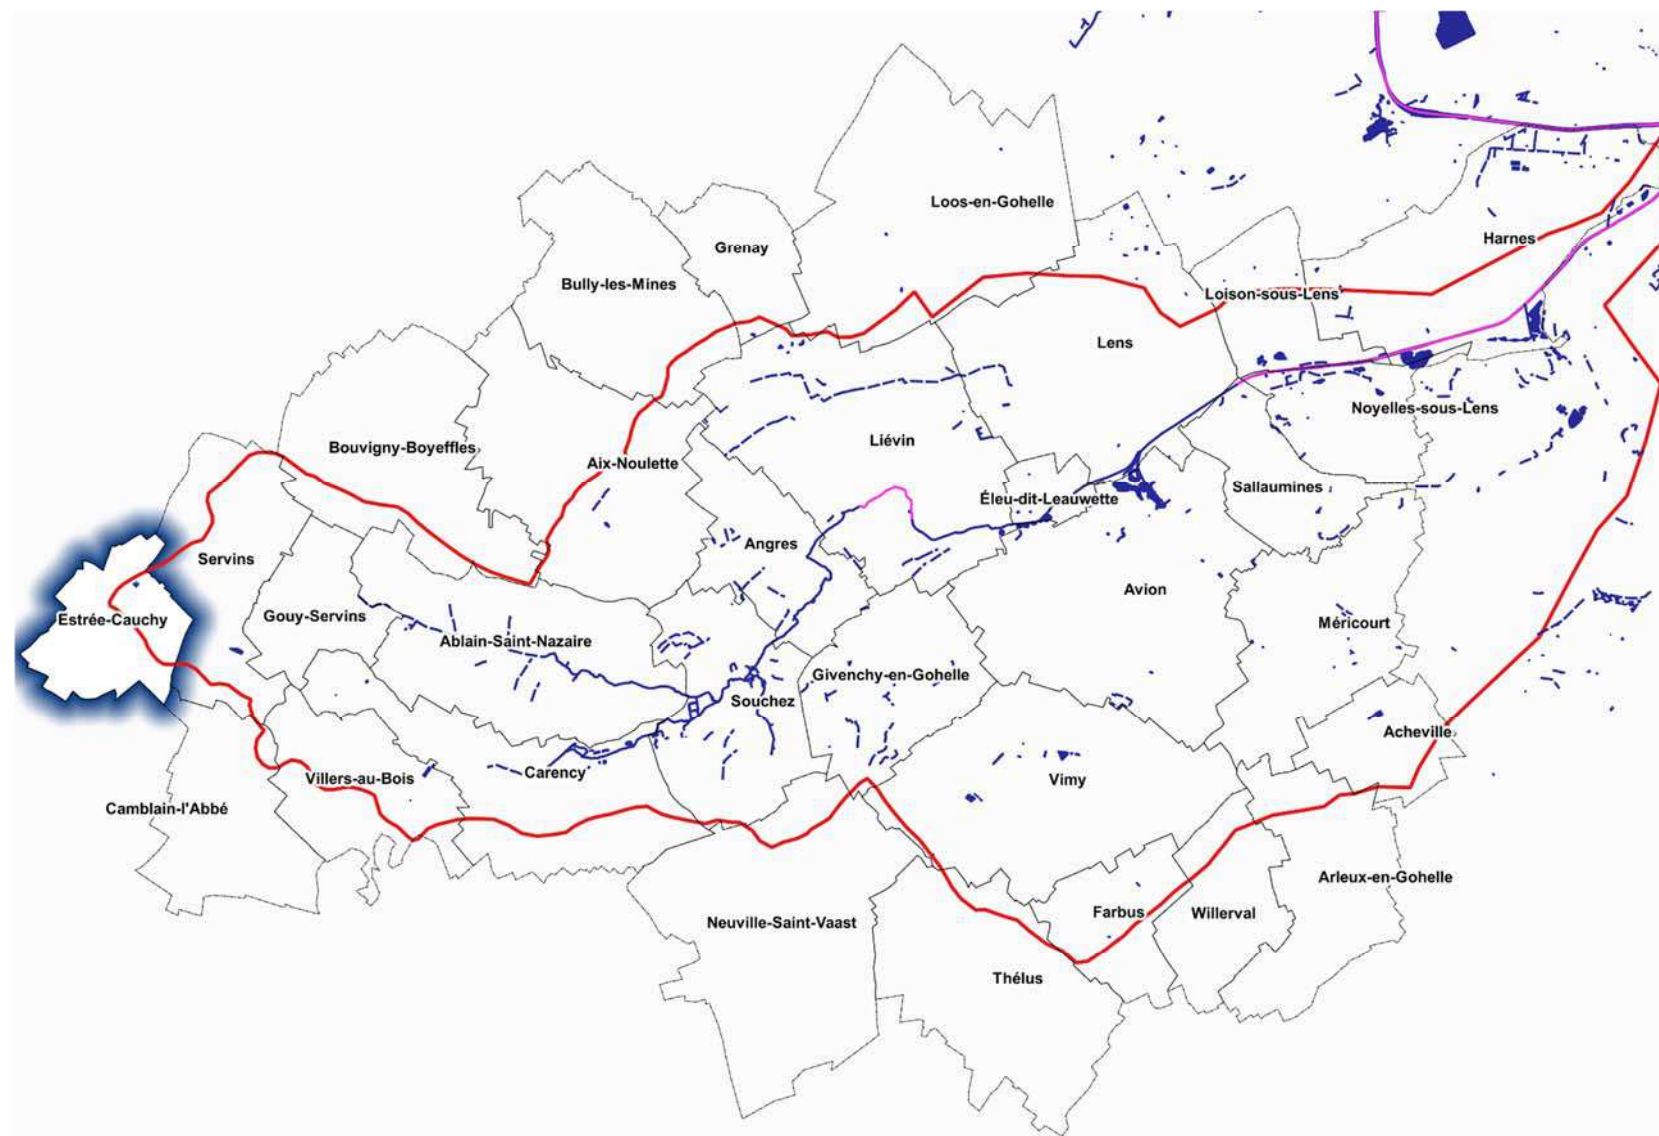 Loos-en-Gohelle
Harnes
Grenay
Bully-les-Mines
Loison-sous-Lens
Lens
Noyelles-sous-Lens
Liévin
Bouvigny-Boyeffles
Aix-Noulette
Sallaumines
Éleu-dit-Leauwette
Angres
Servins
Avion
Gouy-Servins
Estrée-Cauchy
Méricourt
Ablain-Saint-Nazaire
Givenchy-en-Gohelle
Souchez
Acheville
Carency
Villers-au-Bois
Vimy
Camblain-l'Abbé
Arleux-en-Gohelle
Farbus
Willerval
Neuville-Saint-Vaast
Thélus